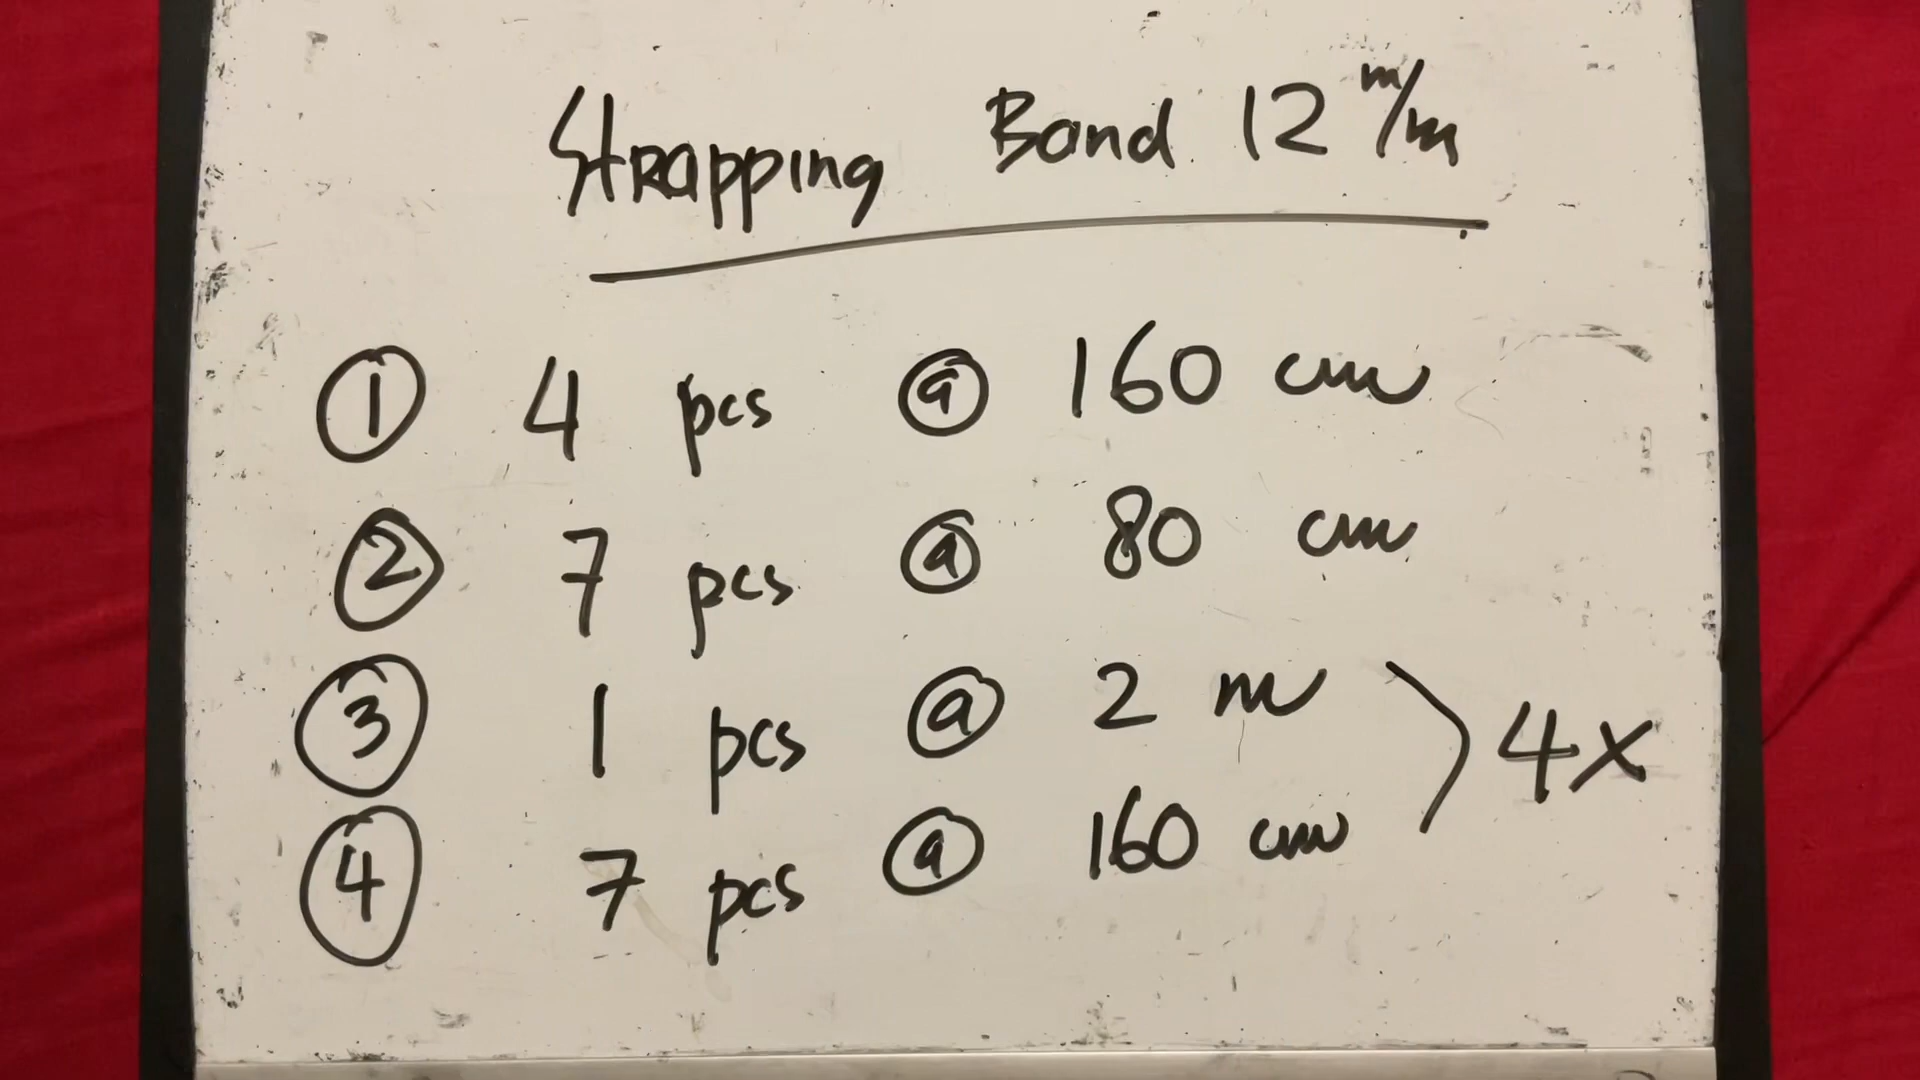 Strapping Band 12 m/m
① 4 pcs @ 160 cm
② 7 pcs @ 80 cm
③ 1 pcs @ 2 m
④ 7 pcs @ 160 cm
4x